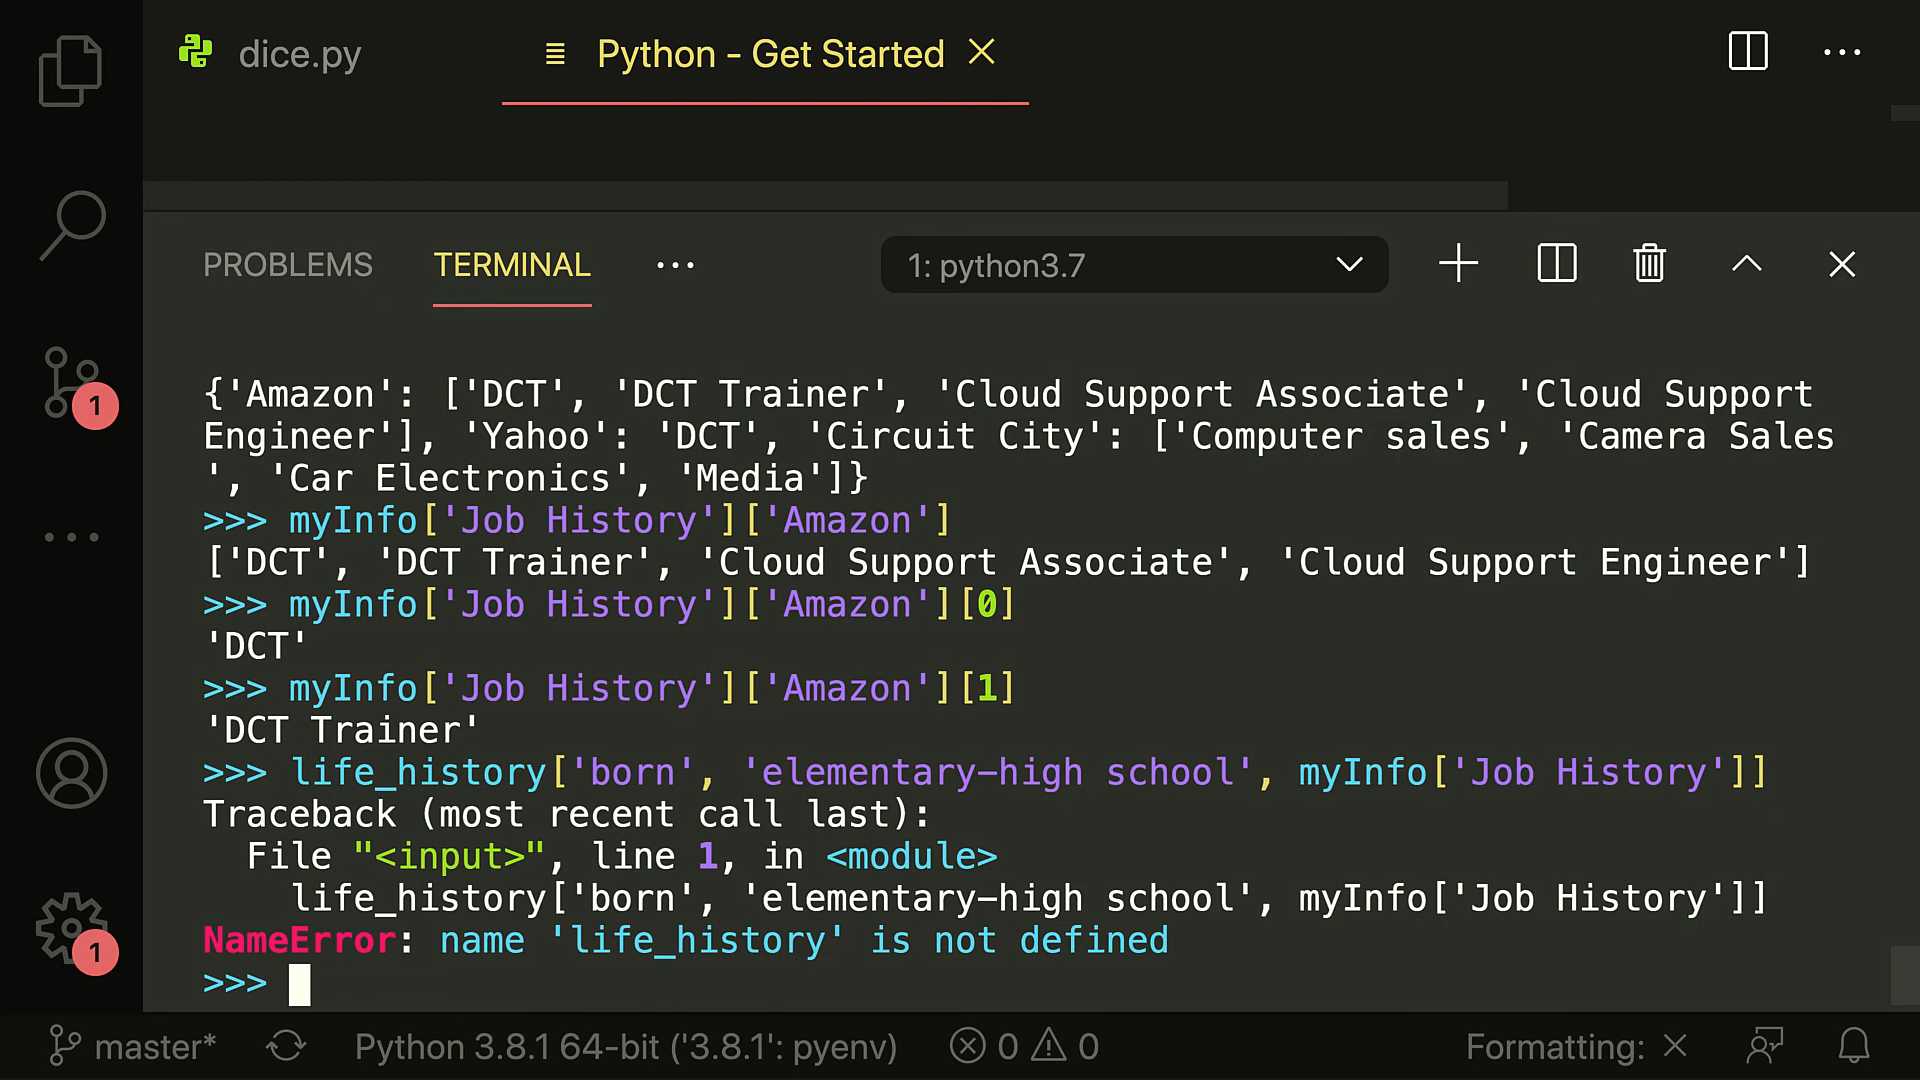 dice.py
Python - Get Started
PROBLEMS
TERMINAL
1: python3.7
{'Amazon': ['DCT', 'DCT Trainer', 'Cloud Support Associate', 'Cloud Support
Engineer'], 'Yahoo': 'DCT', 'Circuit City': ['Computer sales', 'Camera Sales
', 'Car Electronics', 'Media']}
>>> myInfo['Job History']['Amazon']
['DCT', 'DCT Trainer', 'Cloud Support Associate', 'Cloud Support Engineer']
>>> myInfo['Job History']['Amazon'][0]
'DCT'
>>> myInfo['Job History']['Amazon'][1]
'DCT Trainer'
>>> life_history['born', 'elementary-high school', myInfo['Job History']]
Traceback (most recent call last):
  File "<input>", line 1, in <module>
    life_history['born', 'elementary-high school', myInfo['Job History']]
NameError: name 'life_history' is not defined
>>>
1
1
master*
Python 3.8.1 64-bit ('3.8.1': pyenv)
0
0
Formatting: